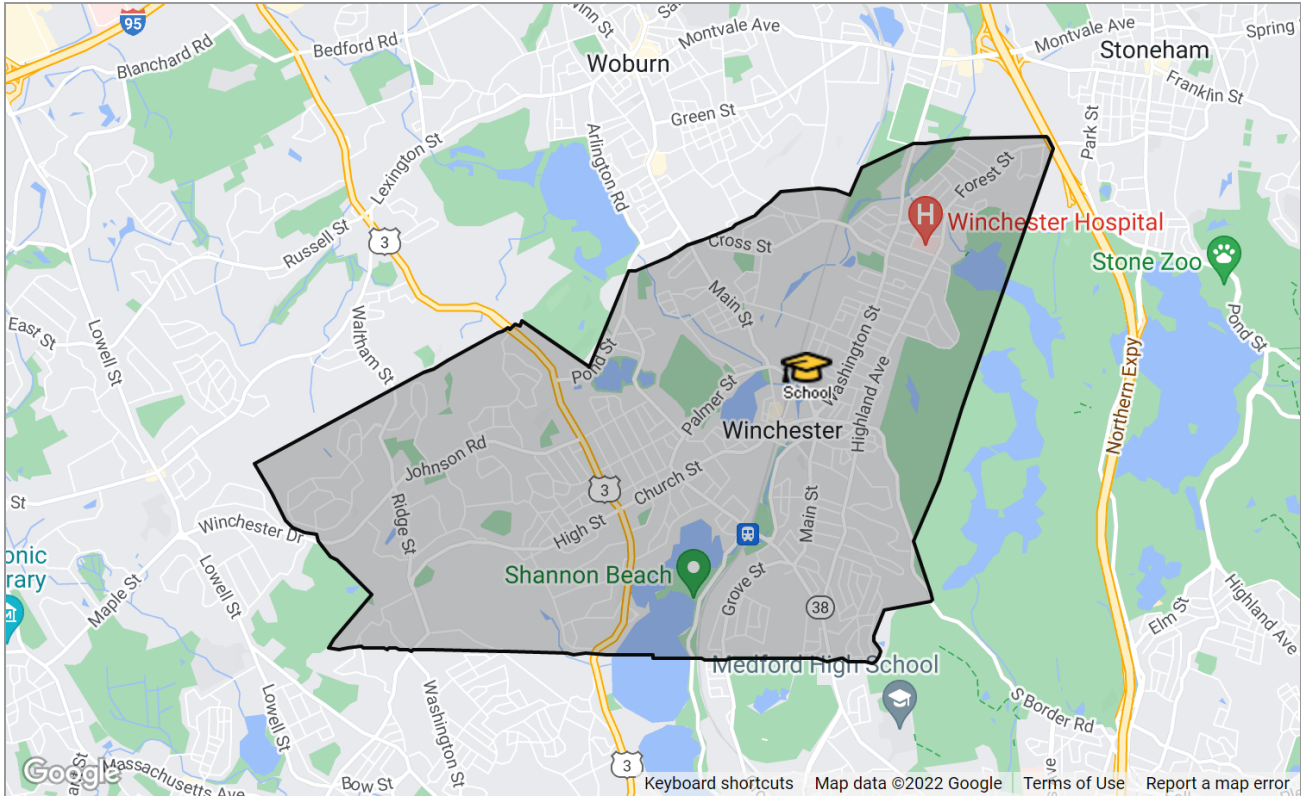 95
Blanchard Rd
Bedford Rd
Woburn
Montvale Ave
Montvale Ave
Stoneham
Spring
Franklin St
Green St
Park St
Arlington Rd
Lexington St
Forest St
Russell St
3
Cross St
H
Winchester Hospital
Stone Zoo
Pond St
Main St
East St
Lowell St
Waltham St
Washington St
Pond St
School
Northern Expy
Palmer St
Highland Ave
Winchester
Johnson Rd
Church St
3
St
Ridge St
High St
Main St
Winchester Dr
onic
rary
Shannon Beach
Grove St
38
Maple St
Lowell St
Elm St
Highland Ave
Medford High School
S Border Rd
Lowell St
Washington St
3
Google
Massachusetts Ave
Bow St
Keyboard shortcuts
Map data ©2022 Google
Terms of Use
Report a map error